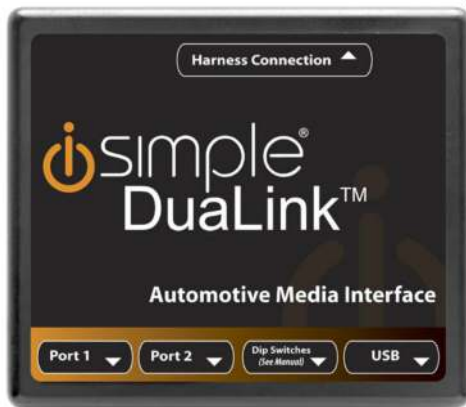 Harness Connection
isimple®
DuaLink™
Automotive Media Interface
Port 1
Port 2
Dip Switches
(See Manual)
USB